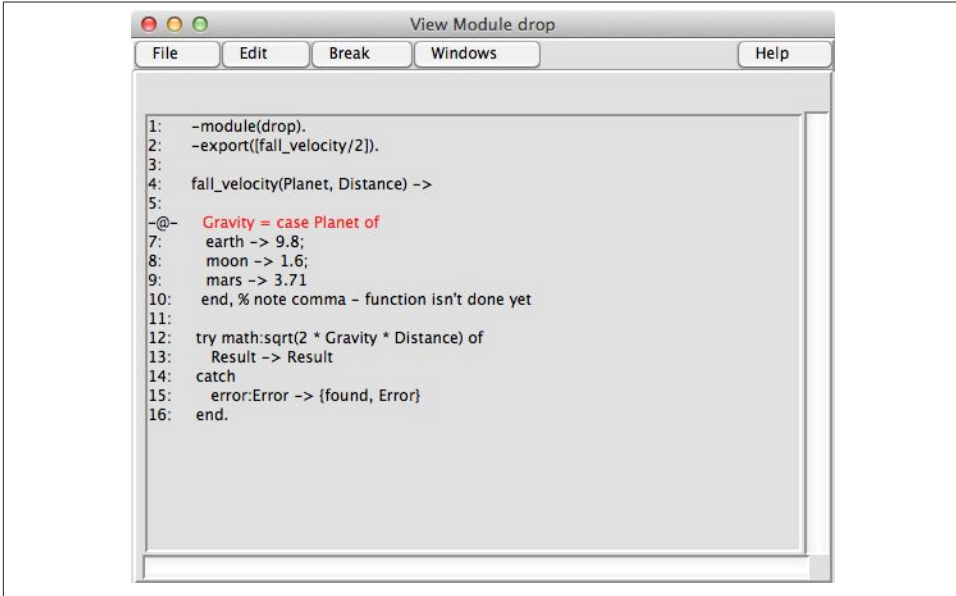 View Module drop
File Edit Break Windows Help
1: -module(drop).
2: -export([fall_velocity/2]).
3:
4: fall_velocity(Planet, Distance) ->
5:
-@- Gravity = case Planet of
7: earth -> 9.8;
8: moon -> 1.6;
9: mars -> 3.71
10: end, % note comma - function isn't done yet
11:
12: try math:sqrt(2 * Gravity * Distance) of
13: Result -> Result
14: catch
15: error:Error -> {found, Error}
16: end.